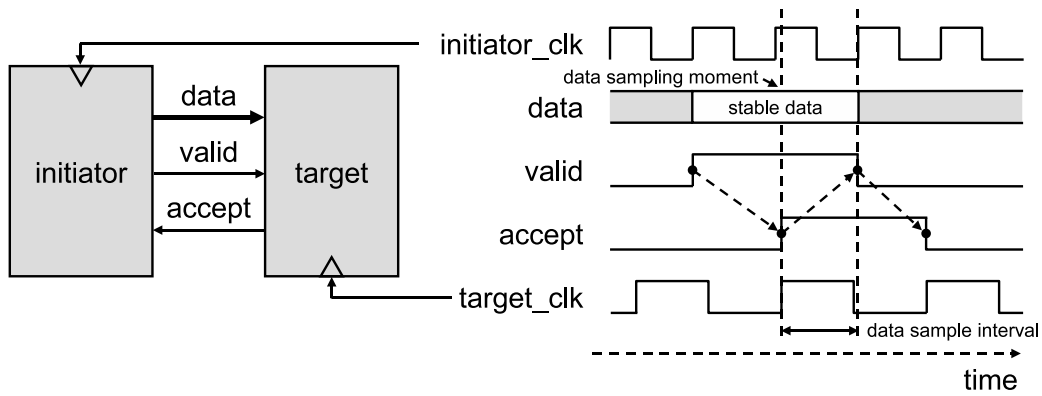 initiator_clk
data sampling moment
data
data
stable data
valid
valid
initiator
target
accept
accept
target_clk
data sample interval
time